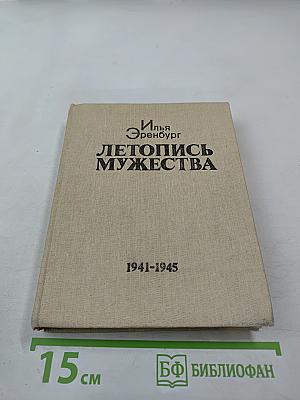 Илья
Эренбург
ЛЕТОПИСЬ
МУЖЕСТВА
1941-1945
15 см
БФ БИБЛИОФАН